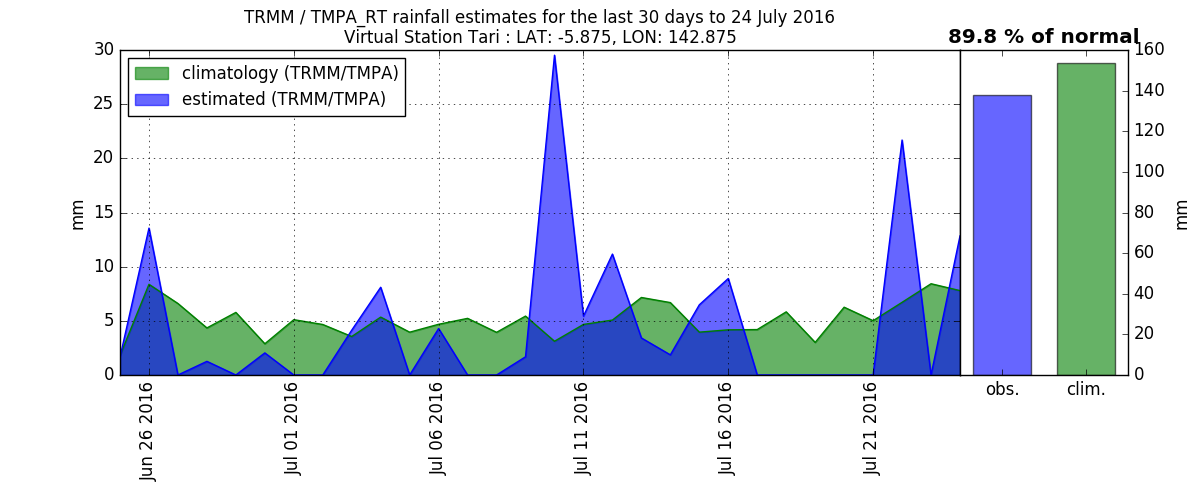 TRMM / TMPA_RT rainfall estimates for the last 30 days to 24 July 2016
Virtual Station Tari : LAT: -5.875, LON: 142.875
89.8 % of normal
climatology (TRMM/TMPA)
estimated (TRMM/TMPA)
30
25
20
15
10
5
0
mm
Jun 26 2016
Jul 01 2016
Jul 06 2016
Jul 11 2016
Jul 16 2016
Jul 21 2016
obs.
clim.
160
140
120
100
80
60
40
20
0
mm